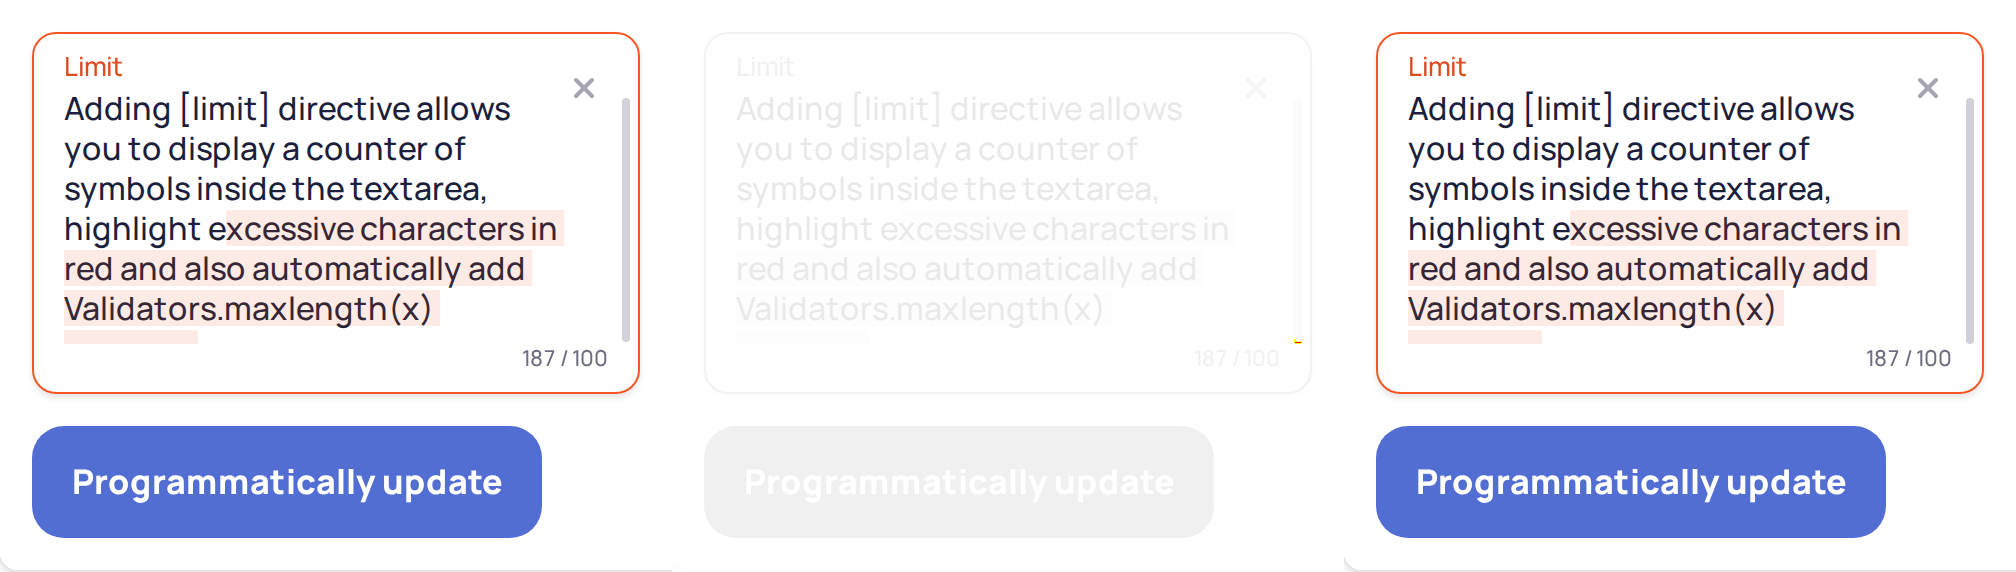 Limit
Adding [limit] directive allows
you to display a counter of
symbols inside the textarea,
highlight excessive characters in
red and also automatically add
Validators.maxlength(x)
187 / 100
Programmatically update
Limit
Adding [limit] directive allows
you to display a counter of
symbols inside the textarea,
highlight excessive characters in
red and also automatically add
Validators.maxlength(x)
187 / 100
Programmatically update
Limit
Adding [limit] directive allows
you to display a counter of
symbols inside the textarea,
highlight excessive characters in
red and also automatically add
Validators.maxlength(x)
187 / 100
Programmatically update